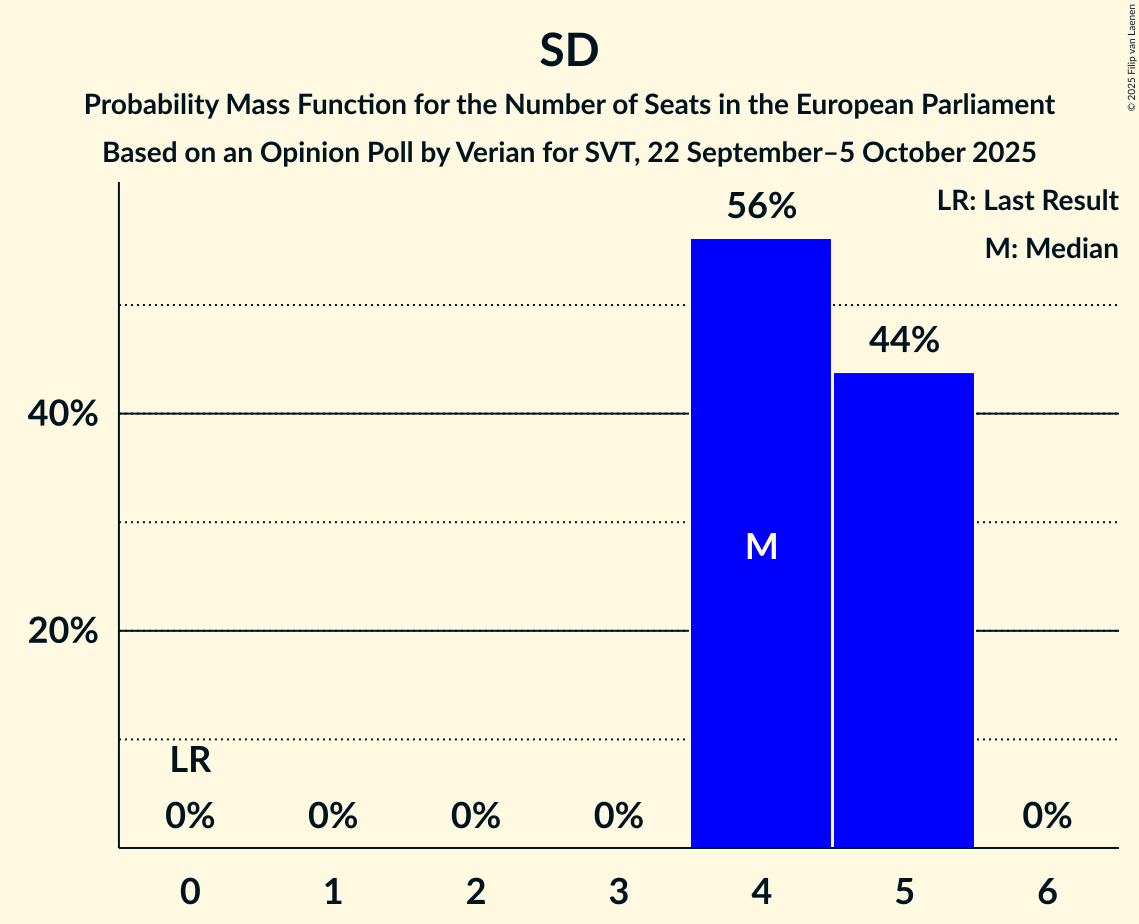 SD
Probability Mass Function for the Number of Seats in the European Parliament
Based on an Opinion Poll by Verian for SVT, 22 September–5 October 2025
© 2025 Filip van Laenen
LR: Last Result
M: Median
56%
44%
40%
20%
M
LR
0%
0%
0%
0%
0%
0
1
2
3
4
5
6